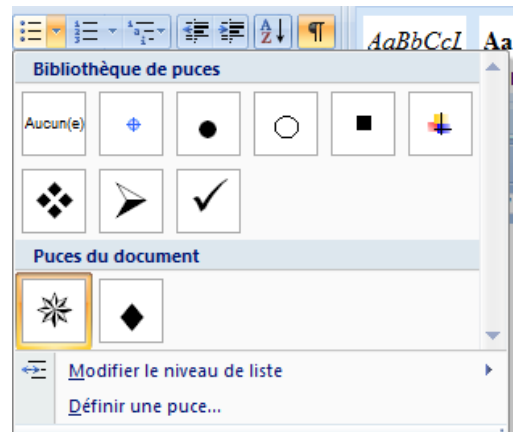 AaBbCcI Aa
Bibliothèque de puces
Aucun(e)
Puces du document
Modifier le niveau de liste
Définir une puce...